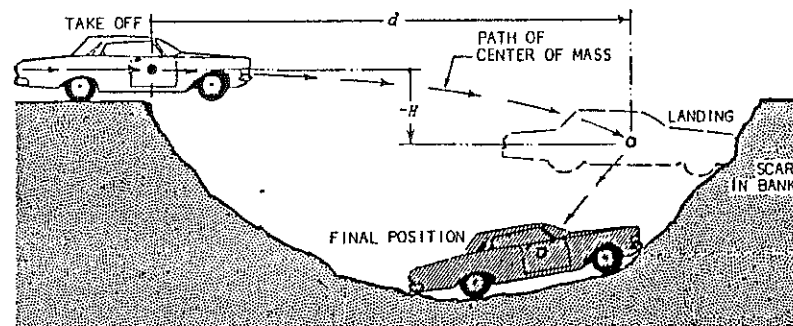 TAKE OFF
d
PATH OF
CENTER OF MASS
-H
LANDING
SCAR
IN BANK
FINAL POSITION